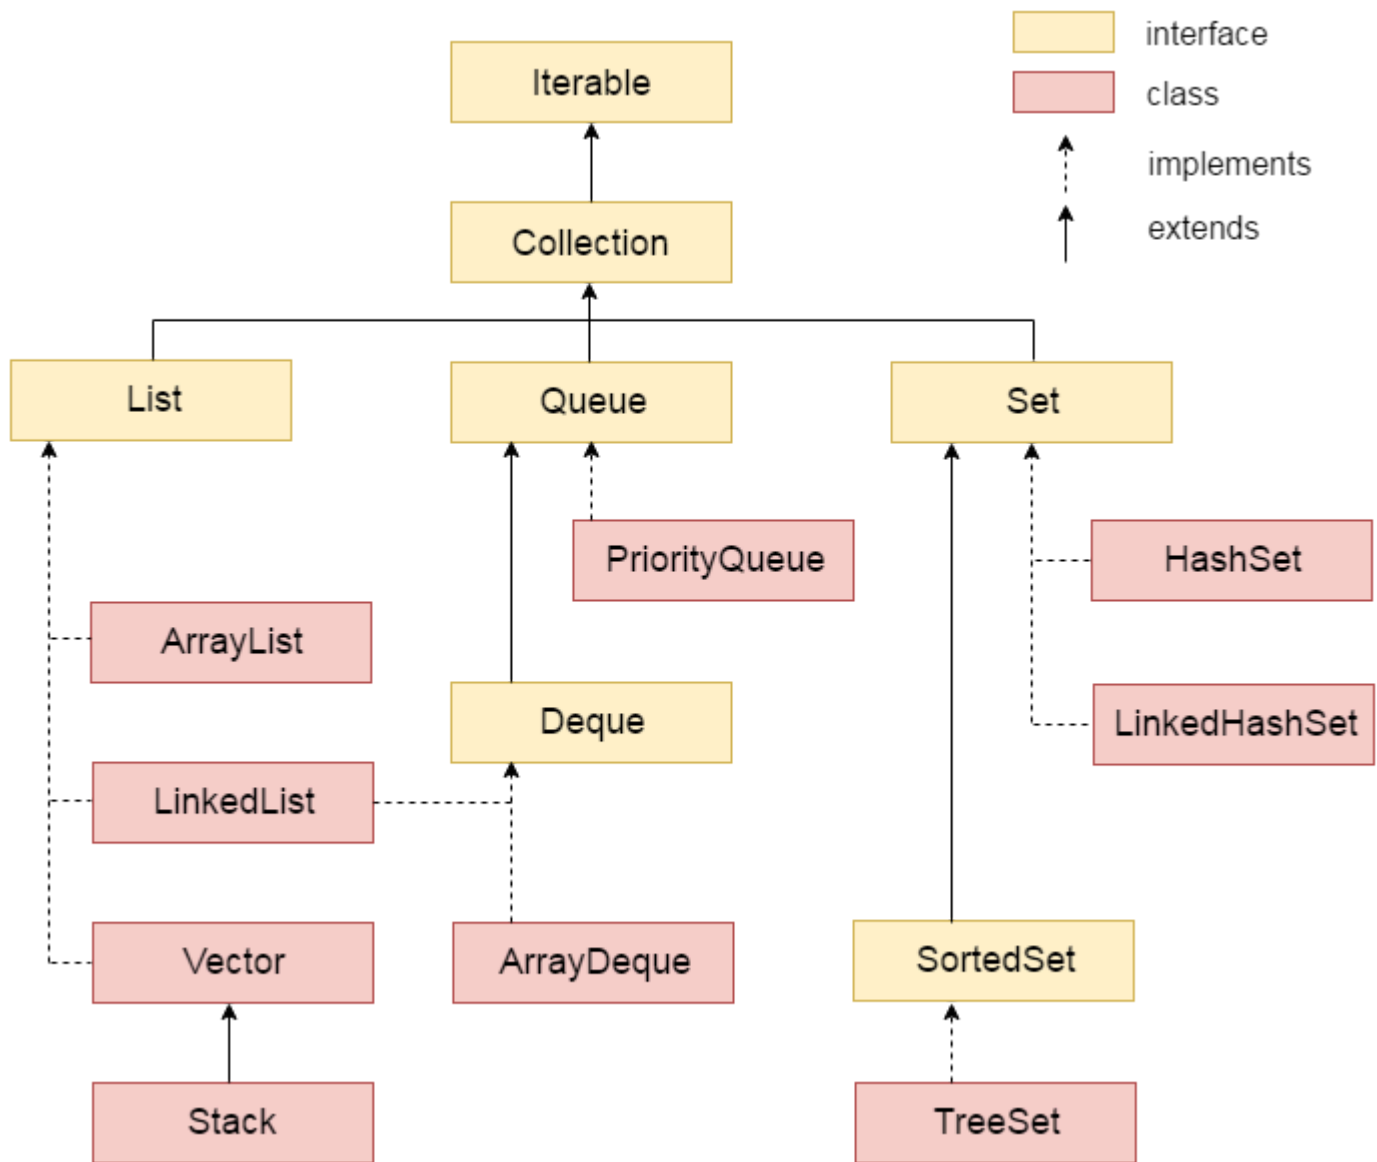 interface
Iterable
class
implements
extends
Collection
List
Queue
Set
PriorityQueue
HashSet
ArrayList
Deque
LinkedHashSet
LinkedList
Vector
ArrayDeque
SortedSet
Stack
TreeSet